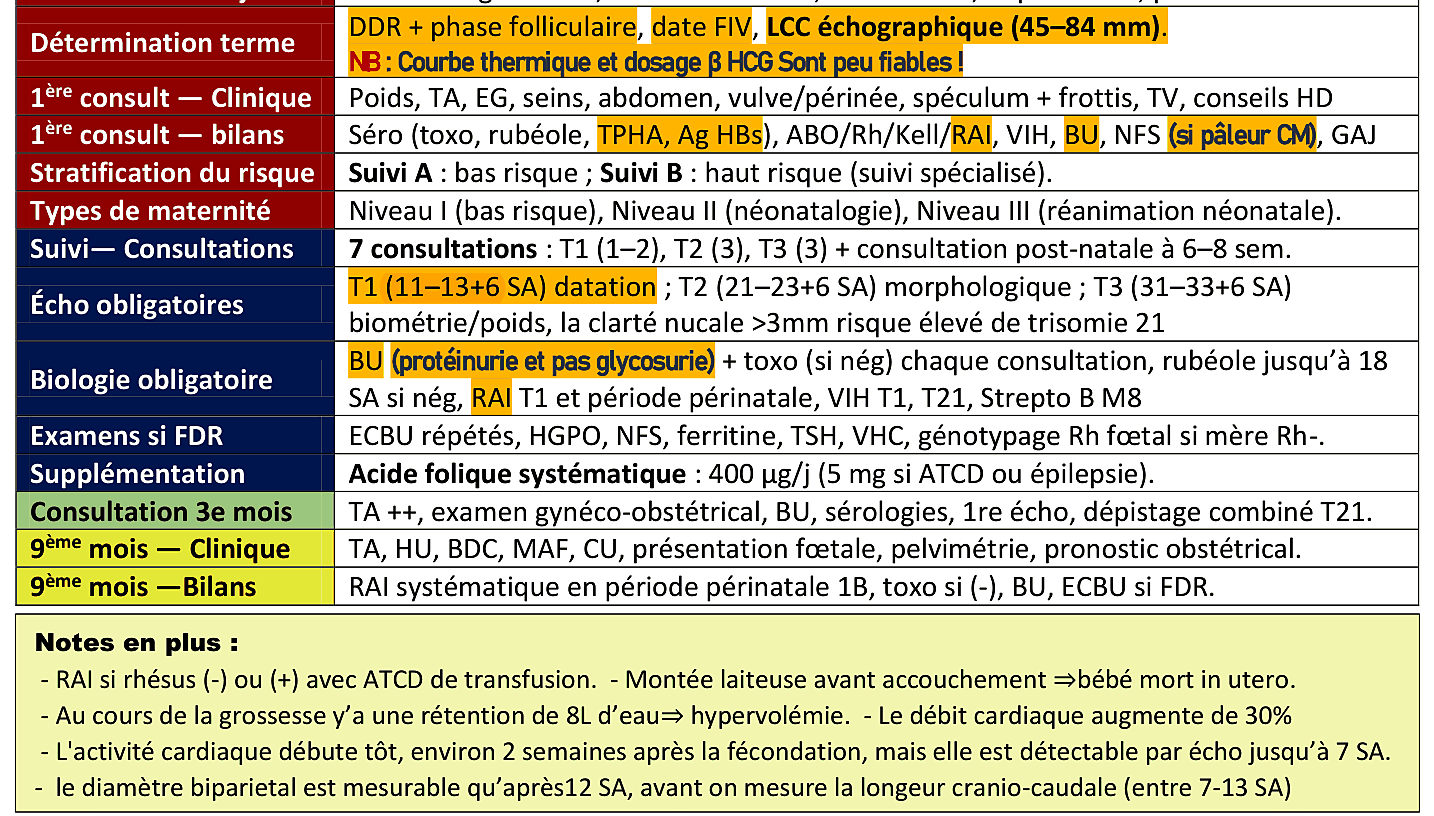 DDR + phase folliculaire, date FIV, LCC échographique (45–84 mm).
Détermination terme
NB : Courbe thermique et dosage β HCG Sont peu fiables !
1ère consult — Clinique Poids, TA, EG, seins, abdomen, vulve/périnée, spéculum + frottis, TV, conseils HD
1ère consult — bilans Séro (toxo, rubéole, TPHA, Ag HBs), ABO/Rh/Kell/RAI, VIH, BU, NFS (si pâleur CM), GAJ
Stratification du risque Suivi A : bas risque ; Suivi B : haut risque (suivi spécialisé).
Types de maternité Niveau I (bas risque), Niveau II (néonatalogie), Niveau III (réanimation néonatale).
Suivi— Consultations 7 consultations : T1 (1–2), T2 (3), T3 (3) + consultation post-natale à 6–8 sem.
Écho obligatoires T1 (11–13+6 SA) datation ; T2 (21–23+6 SA) morphologique ; T3 (31–33+6 SA)
biométrie/poids, la clarté nucale >3mm risque élevé de trisomie 21
Biologie obligatoire BU (protéinurie et pas glycosurie) + toxo (si nég) chaque consultation, rubéole jusqu’à 18
SA si nég, RAI T1 et période périnatale, VIH T1, T21, Strepto B M8
Examens si FDR ECBU répétés, HGPO, NFS, ferritine, TSH, VHC, génotypage Rh fœtal si mère Rh-.
Supplémentation Acide folique systématique : 400 µg/j (5 mg si ATCD ou épilepsie).
Consultation 3e mois TA ++, examen gynéco-obstétrical, BU, sérologies, 1re écho, dépistage combiné T21.
9ème mois — Clinique TA, HU, BDC, MAF, CU, présentation fœtale, pelvimétrie, pronostic obstétrical.
9ème mois —Bilans RAI systématique en période périnatale 1B, toxo si (-), BU, ECBU si FDR.
Notes en plus :
- RAI si rhésus (-) ou (+) avec ATCD de transfusion. - Montée laiteuse avant accouchement ⇒bébé mort in utero.
- Au cours de la grossesse y’a une rétention de 8L d’eau⇒ hypervolémie. - Le débit cardiaque augmente de 30%
- L'activité cardiaque débute tôt, environ 2 semaines après la fécondation, mais elle est détectable par écho jusqu’à 7 SA.
- le diamètre biparietal est mesurable qu’après12 SA, avant on mesure la longeur cranio-caudale (entre 7-13 SA)